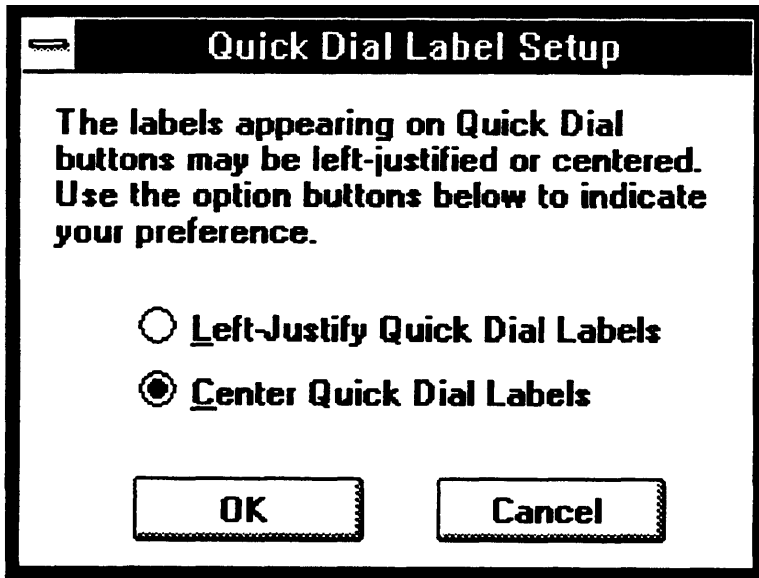 Quick Dial Label Setup
The labels appearing on Quick Dial
buttons may be left-justified or centered.
Use the option buttons below to indicate
your preference.
Left-Justify Quick Dial Labels
Center Quick Dial Labels
OK
Cancel